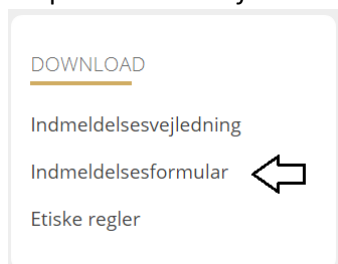 DOWNLOAD
Indmeldelsesvejledning
Indmeldelsesformular
Etiske regler